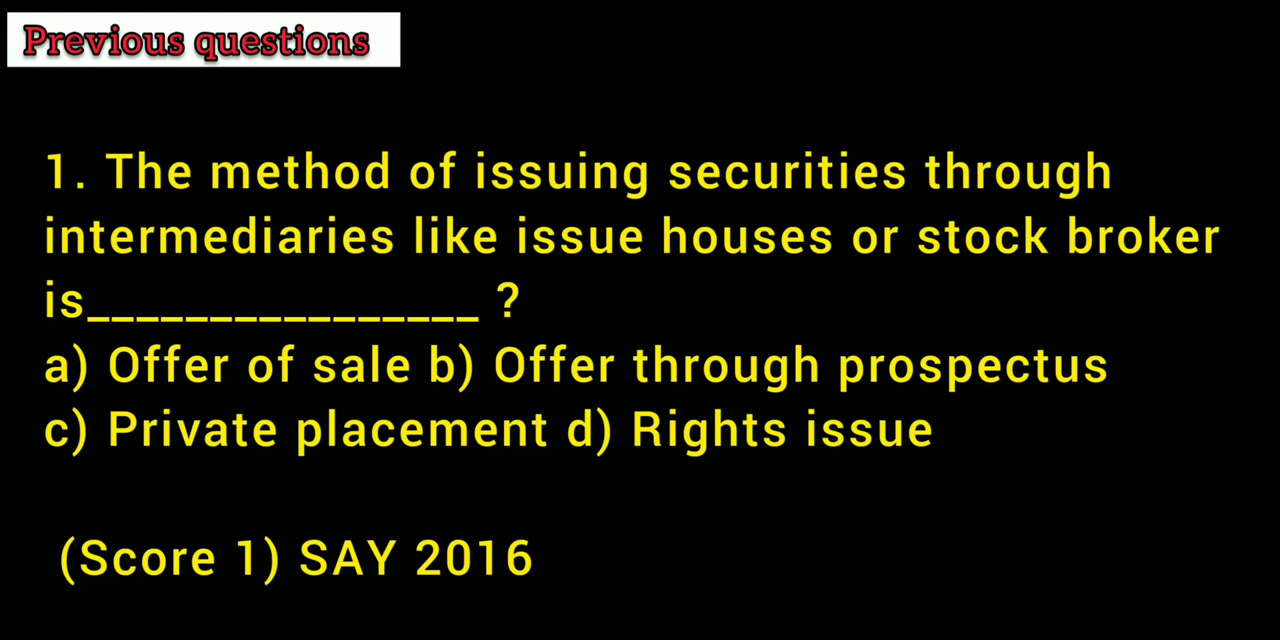 Previous questions
1. The method of issuing securities through
intermediaries like issue houses or stock broker
is________________ ?
a) Offer of sale b) Offer through prospectus
c) Private placement d) Rights issue
(Score 1) SAY 2016